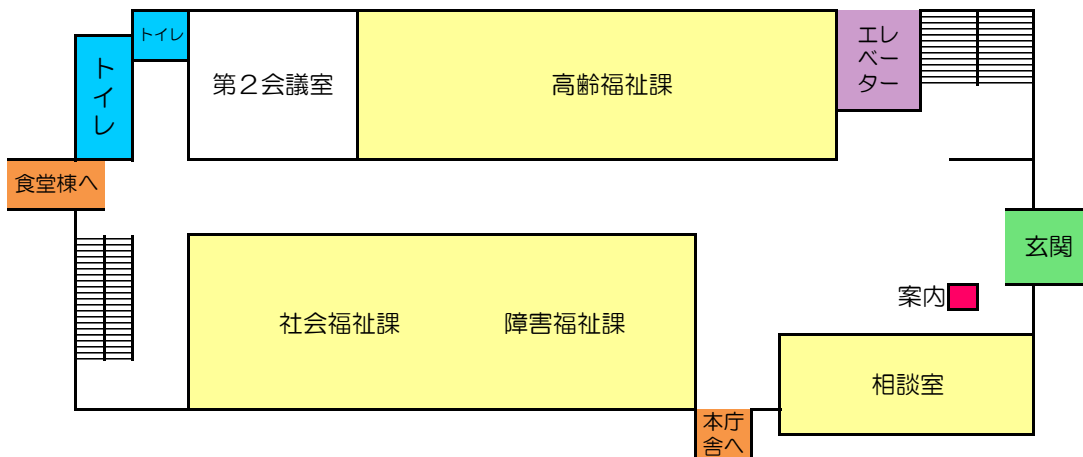 トイレ
トイレ
第２会議室
高齢福祉課
エレ
ベー
ター
食堂棟へ
玄関
案内
社会福祉課
障害福祉課
相談室
本庁
舎へ